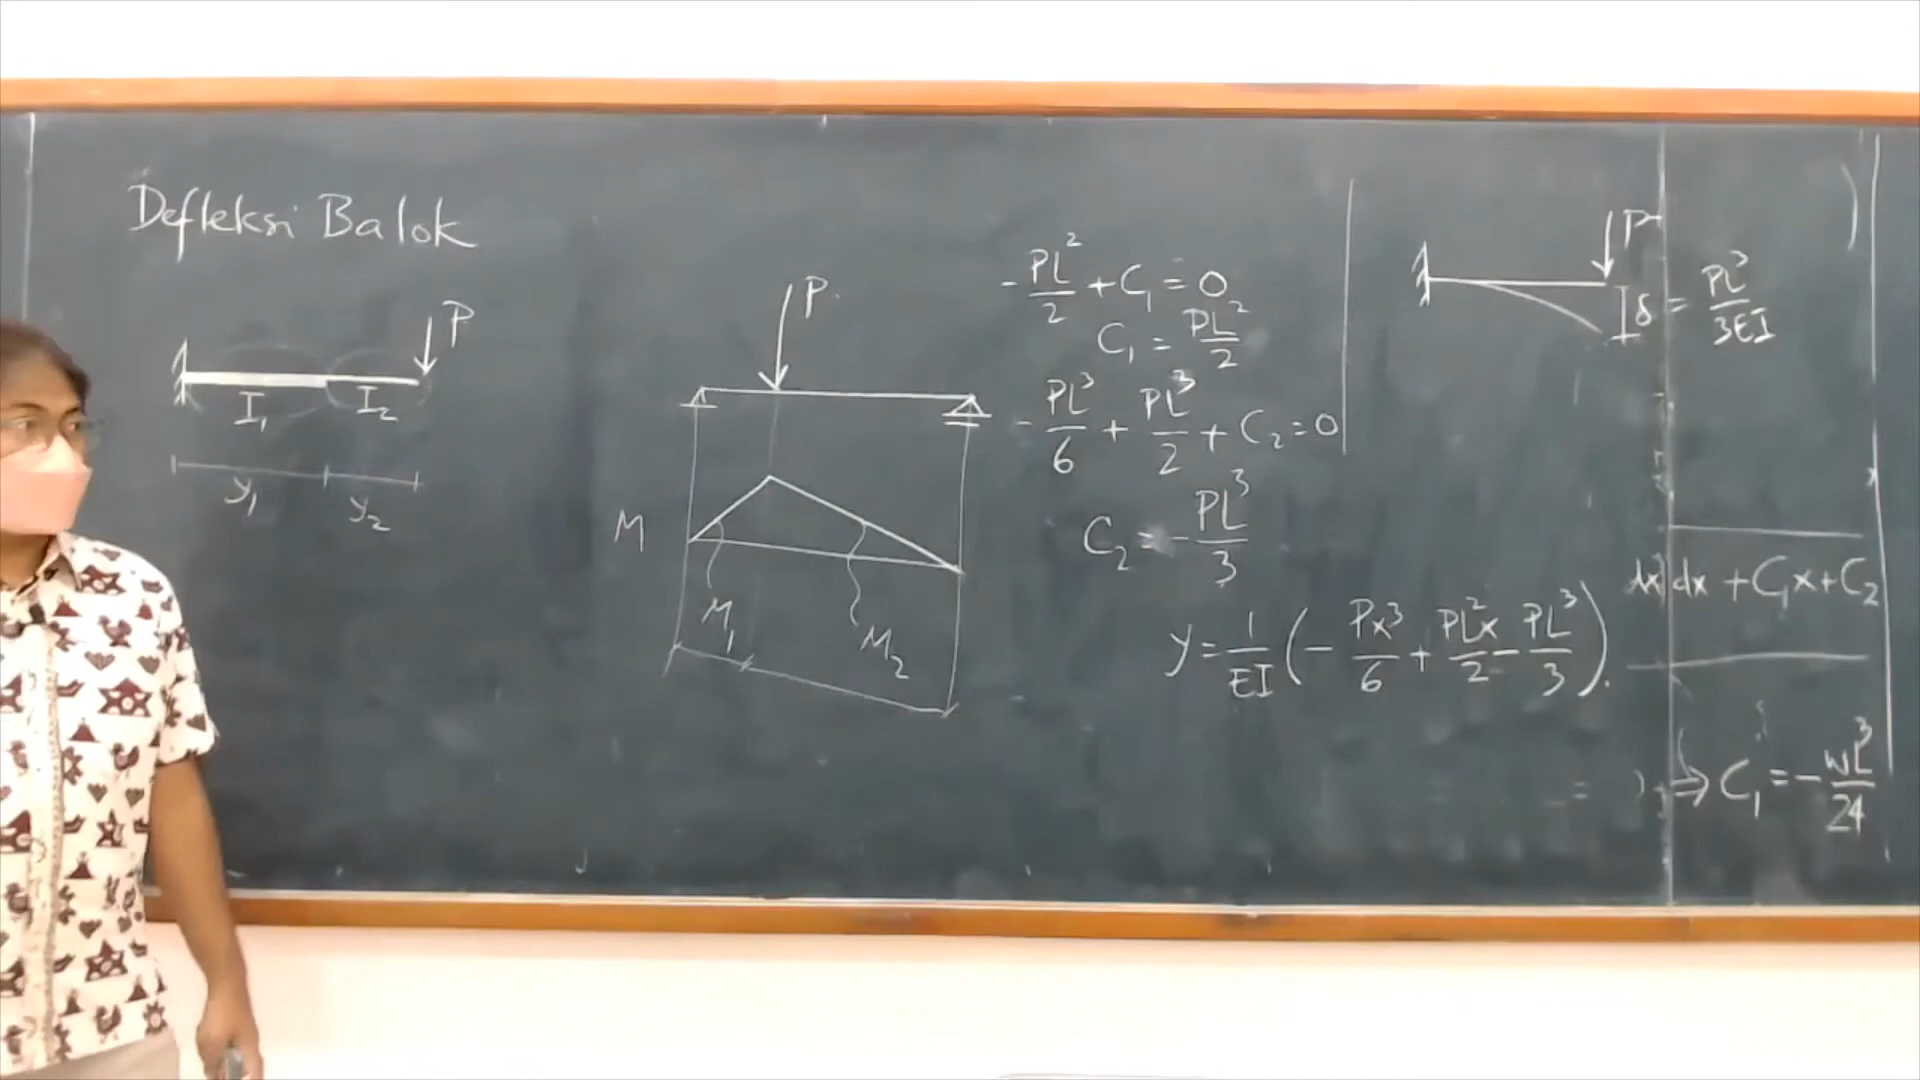 Defleksi Balok
P
I₁ I₂
y₁ y₂
P.
M
M₁ M₂
-PL²/2 + C₁ = 0
C₁ = PL²/2
-PL³/6 + PL³/2 + C₂ = 0
C₂ = -PL³/3
y = 1/EI (-Px³/6 + PL²x/2 - PL³/3).
P
δ = PL³/3EI
dx) dx + C₁x + C₂
⇒ C₁ = -wL³/24